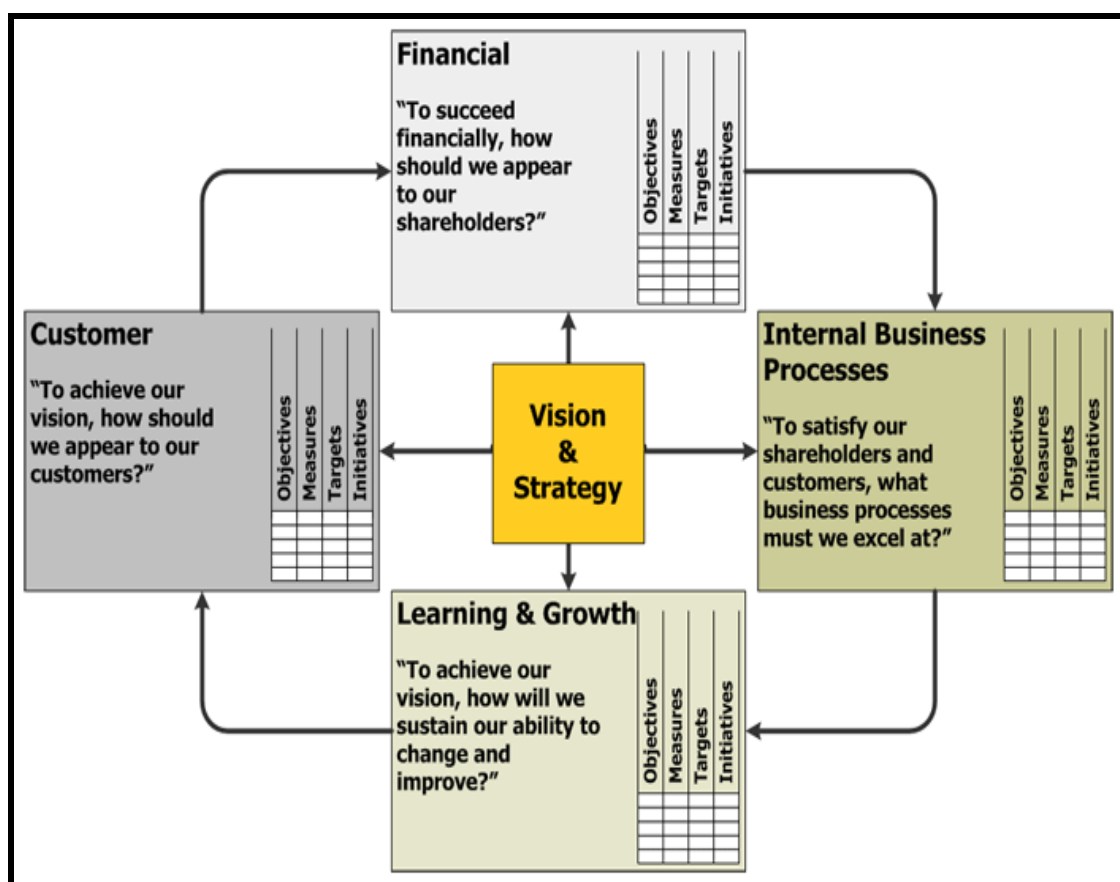 Financial
“To succeed
financially, how
should we appear
to our
shareholders?”
Objectives
Measures
Targets
Initiatives
Customer
“To achieve our
vision, how should
we appear to our
customers?”
Objectives
Measures
Targets
Initiatives
Vision
&
Strategy
Internal Business
Processes
“To satisfy our
shareholders and
customers, what
business processes
must we excel at?”
Objectives
Measures
Targets
Initiatives
Learning & Growth
“To achieve our
vision, how will we
sustain our ability to
change and
improve?”
Objectives
Measures
Targets
Initiatives